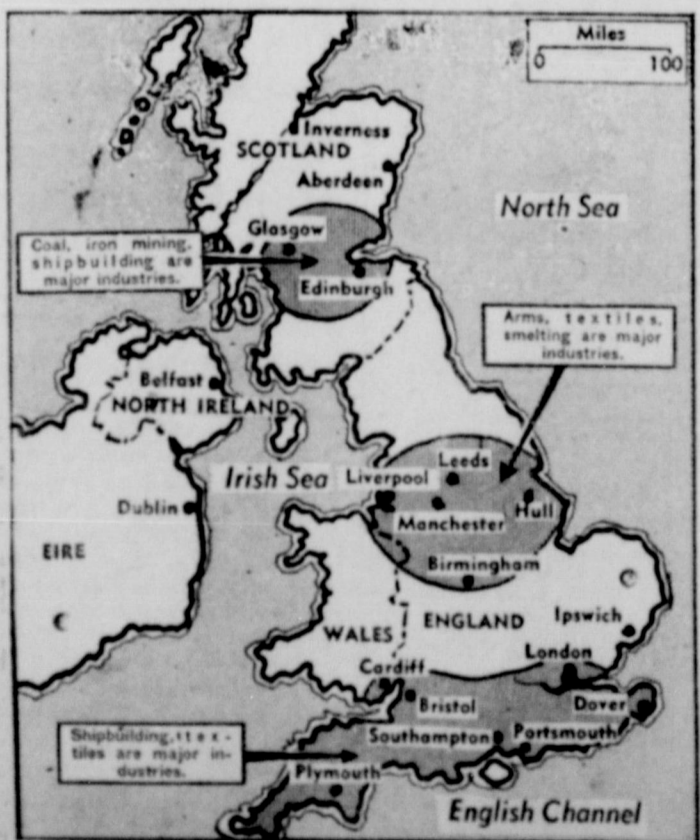 Miles
0 100
Inverness
SCOTLAND
Aberdeen
North Sea
Glasgow
Coal, iron mining,
shipbuilding are
major industries.
Edinburgh
Arms, textiles,
smelting are major
industries.
Belfast
NORTH IRELAND
Irish Sea
Liverpool
Leeds
Dublin
Manchester
Hull
EIRE
Birmingham
WALES
ENGLAND
Ipswich
Cardiff
London
Bristol
Dover
Shipbuilding, tex-
tiles are major in-
dustries.
Southampton
Portsmouth
Plymouth
English Channel